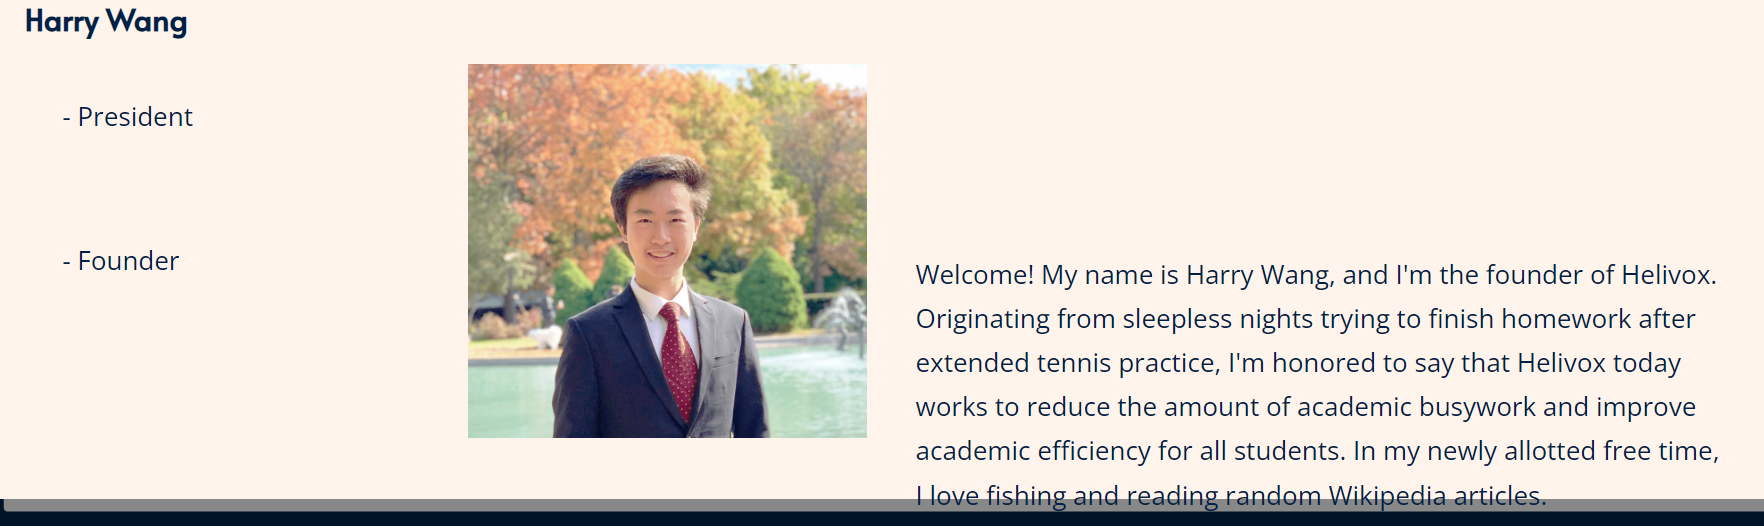 Harry Wang
- President
- Founder
Welcome! My name is Harry Wang, and I'm the founder of Helivox.
Originating from sleepless nights trying to finish homework after
extended tennis practice, I'm honored to say that Helivox today
works to reduce the amount of academic busywork and improve
academic efficiency for all students. In my newly allotted free time,
I love fishing and reading random Wikipedia articles.